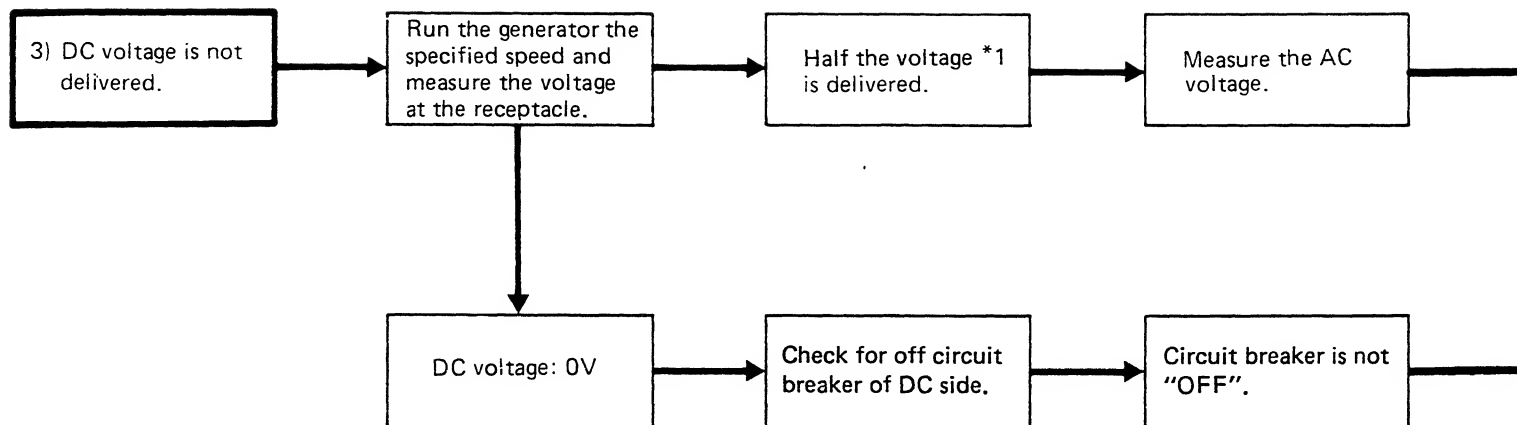 3) DC voltage is not
delivered.
Run the generator the
specified speed and
measure the voltage
at the receptacle.
Half the voltage *1
is delivered.
Measure the AC
voltage.
DC voltage: 0V
Check for off circuit
breaker of DC side.
Circuit breaker is not
“OFF”.